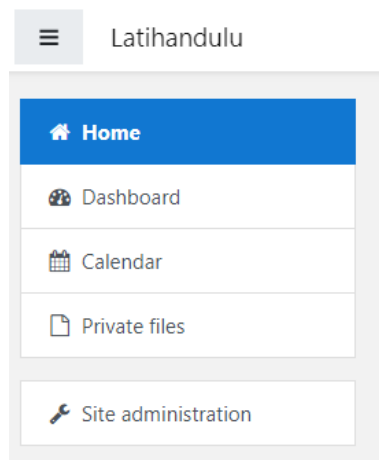 Latihandulu
Home
Dashboard
Calendar
Private files
Site administration